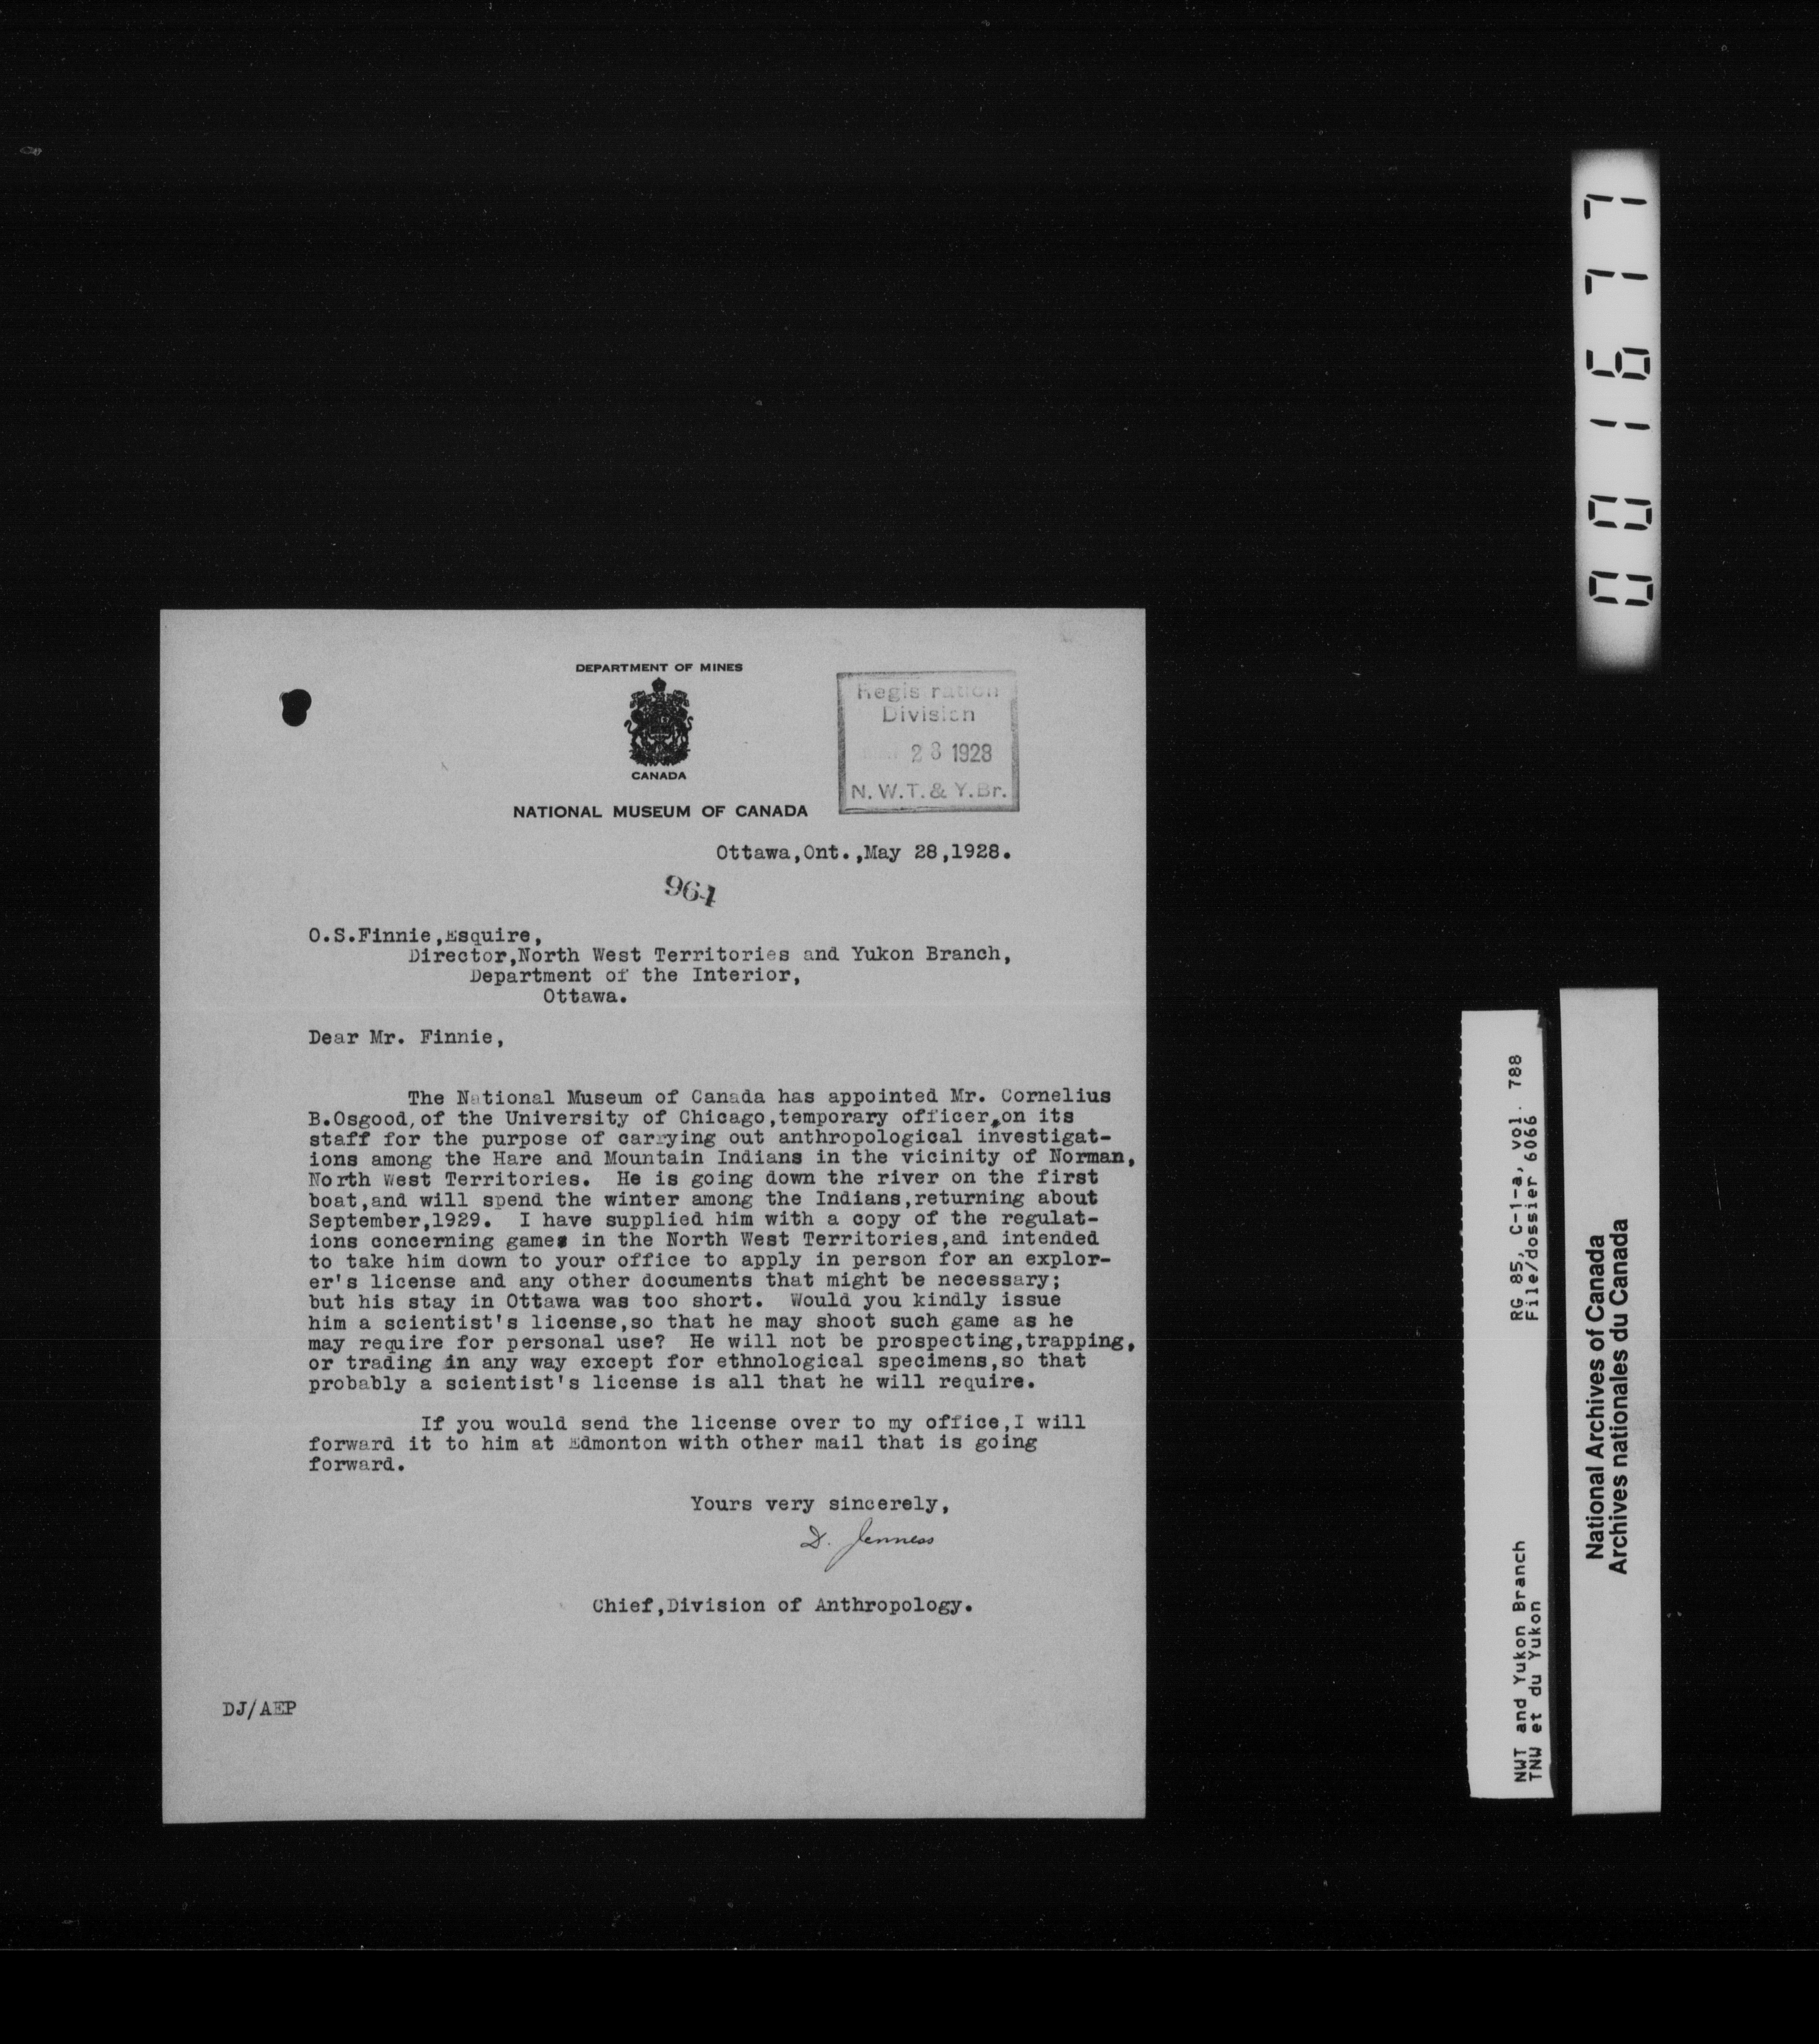 DEPARTMENT OF MINES
CANADA
NATIONAL MUSEUM OF CANADA
Registration
Division
28 1928
N.W.T. & Y.Br.
Ottawa,Ont.,May 28,1928.
964
O.S.Finnie,Esquire,
Director,North West Territories and Yukon Branch,
Department of the Interior,
Ottawa.
Dear Mr. Finnie,
The National Museum of Canada has appointed Mr. Cornelius
B.Osgood,of the University of Chicago,temporary officer,on its
staff for the purpose of carrying out anthropological investigat-
ions among the Hare and Mountain Indians in the vicinity of Norman,
North West Territories. He is going down the river on the first
boat,and will spend the winter among the Indians,returning about
September,1929. I have supplied him with a copy of the regulat-
ions concerning games in the North West Territories,and intended
to take him down to your office to apply in person for an explor-
er's license and any other documents that might be necessary;
but his stay in Ottawa was too short. Would you kindly issue
him a scientist's license,so that he may shoot such game as he
may require for personal use? He will not be prospecting,trapping,
or trading in any way except for ethnological specimens,so that
probably a scientist's license is all that he will require.
If you would send the license over to my office,I will
forward it to him at Edmonton with other mail that is going
forward.
Yours very sincerely,
D. Jenness
Chief,Division of Anthropology.
DJ/AEP
001677
NWT and Yukon Branch RG 85, C-1-a, vol. 788
TNW et du Yukon File/dossier 6066
National Archives of Canada
Archives nationales du Canada